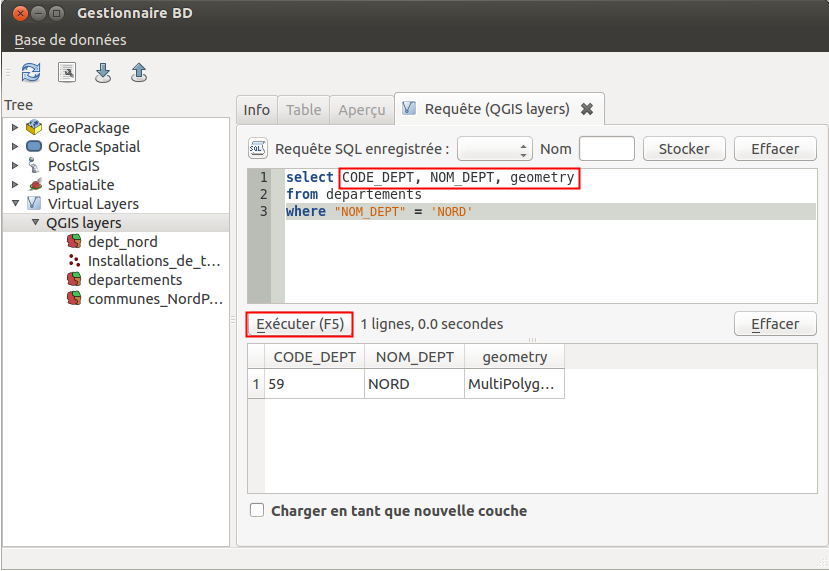 Gestionnaire BD
Base de données
Tree
GeoPackage
Oracle Spatial
PostGIS
SpatiaLite
Virtual Layers
QGIS layers
dept_nord
Installations_de_t...
departements
communes_NordP...
Info
Table
Aperçu
Requête (QGIS layers)
SQL
Requête SQL enregistrée :
Nom
Stocker
Effacer
1 select CODE_DEPT, NOM_DEPT, geometry
2 from departements
3 where "NOM_DEPT" = 'NORD'
Exécuter (F5)
1 lignes, 0.0 secondes
Effacer
CODE_DEPT NOM_DEPT geometry
1 59 NORD MultiPolyg...
Charger en tant que nouvelle couche